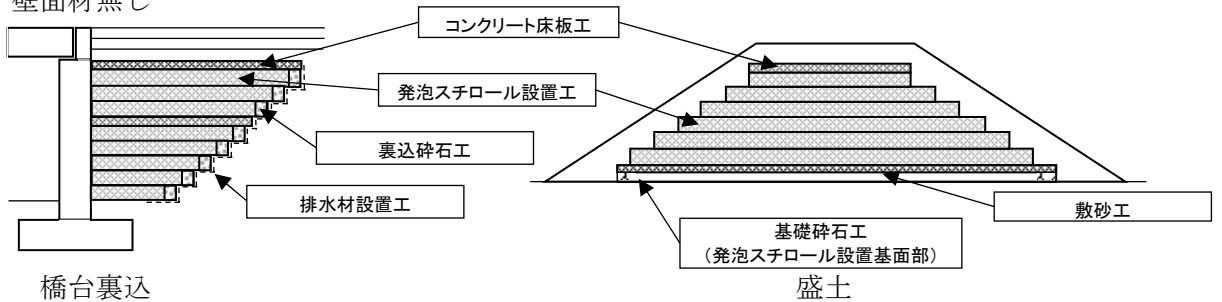 壁面材無し
コンクリート床板工
発泡スチロール設置工
裏込砕石工
排水材設置工
敷砂工
基礎砕石工
（発泡スチロール設置基面部）
橋台裏込
盛土